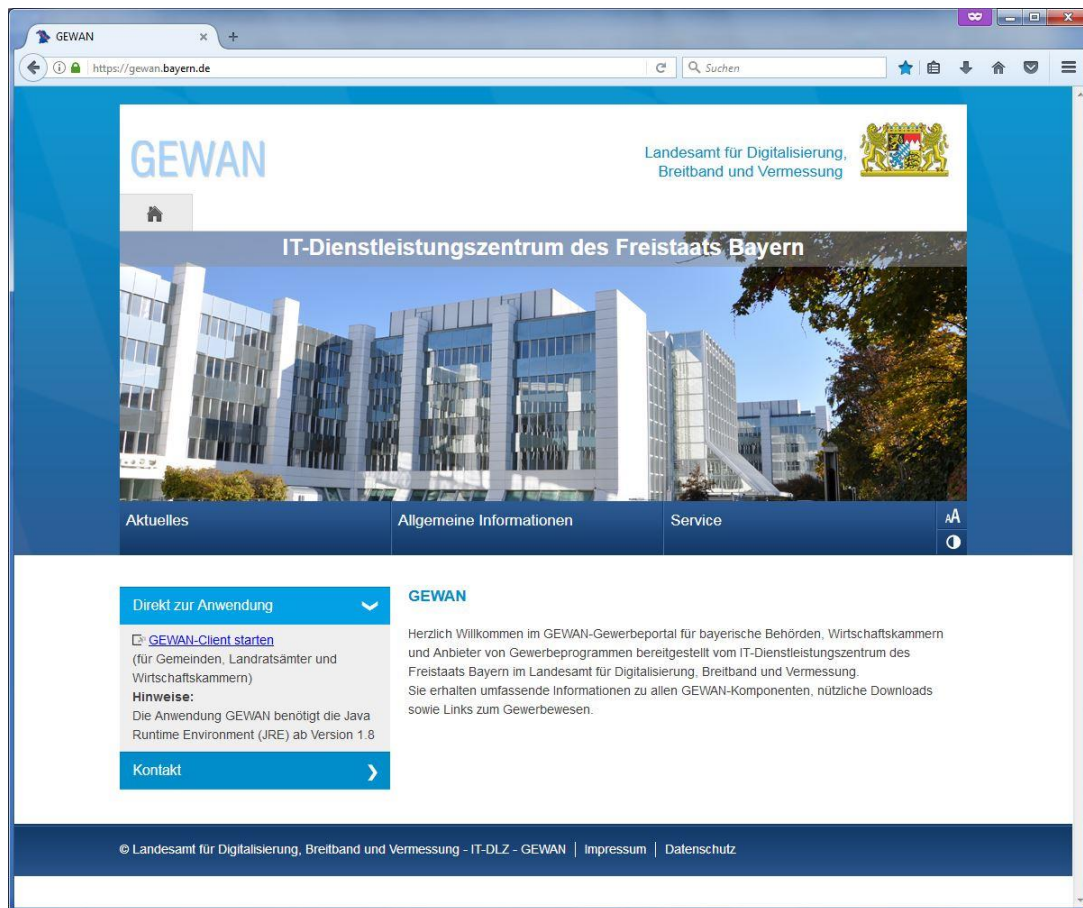 GEWAN
https://gewan.bayern.de
Suchen
GEWAN
Landesamt für Digitalisierung,
Breitband und Vermessung
IT-Dienstleistungszentrum des Freistaats Bayern
Aktuelles
Allgemeine Informationen
Service
AA
Direkt zur Anwendung
GEWAN-Client starten
(für Gemeinden, Landratsämter und
Wirtschaftskammern)
Hinweise:
Die Anwendung GEWAN benötigt die Java
Runtime Environment (JRE) ab Version 1.8
Kontakt
GEWAN
Herzlich Willkommen im GEWAN-Gewerbeportal für bayerische Behörden, Wirtschaftskammern
und Anbieter von Gewerbeprogrammen bereitgestellt vom IT-Dienstleistungszentrum des
Freistaats Bayern im Landesamt für Digitalisierung, Breitband und Vermessung.
Sie erhalten umfassende Informationen zu allen GEWAN-Komponenten, nützliche Downloads
sowie Links zum Gewerbewesen.
© Landesamt für Digitalisierung, Breitband und Vermessung - IT-DLZ - GEWAN | Impressum | Datenschutz